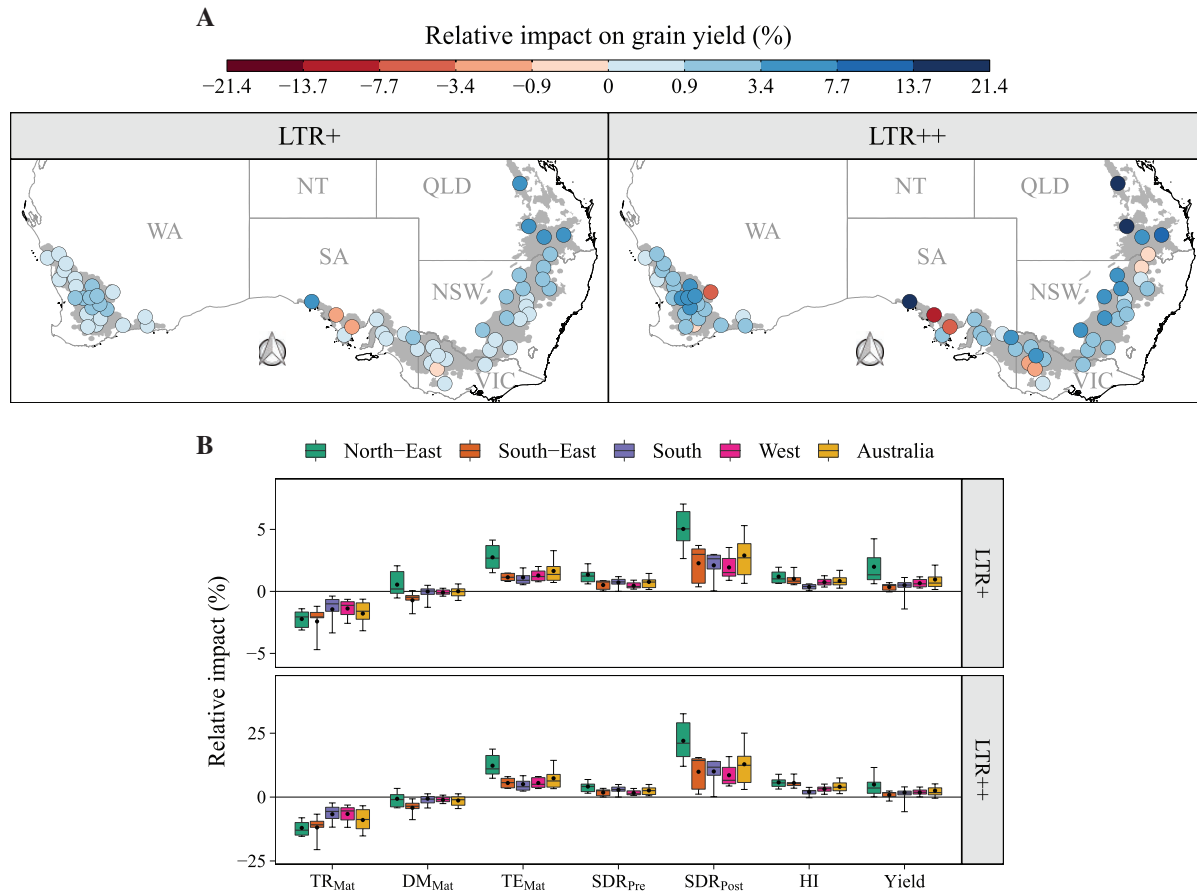 A
Relative impact on grain yield (%)
−21.4 −13.7 −7.7 −3.4 −0.9 0 0.9 3.4 7.7 13.7 21.4
LTR+ LTR++
WA NT QLD SA NSW VIC
WA NT QLD SA NSW VIC
B
North−East South−East South West Australia
Relative impact (%)
5
0
−5
LTR+
25
0
−25
LTR++
TRMat DMMat TEMat SDRPre SDRPost HI Yield